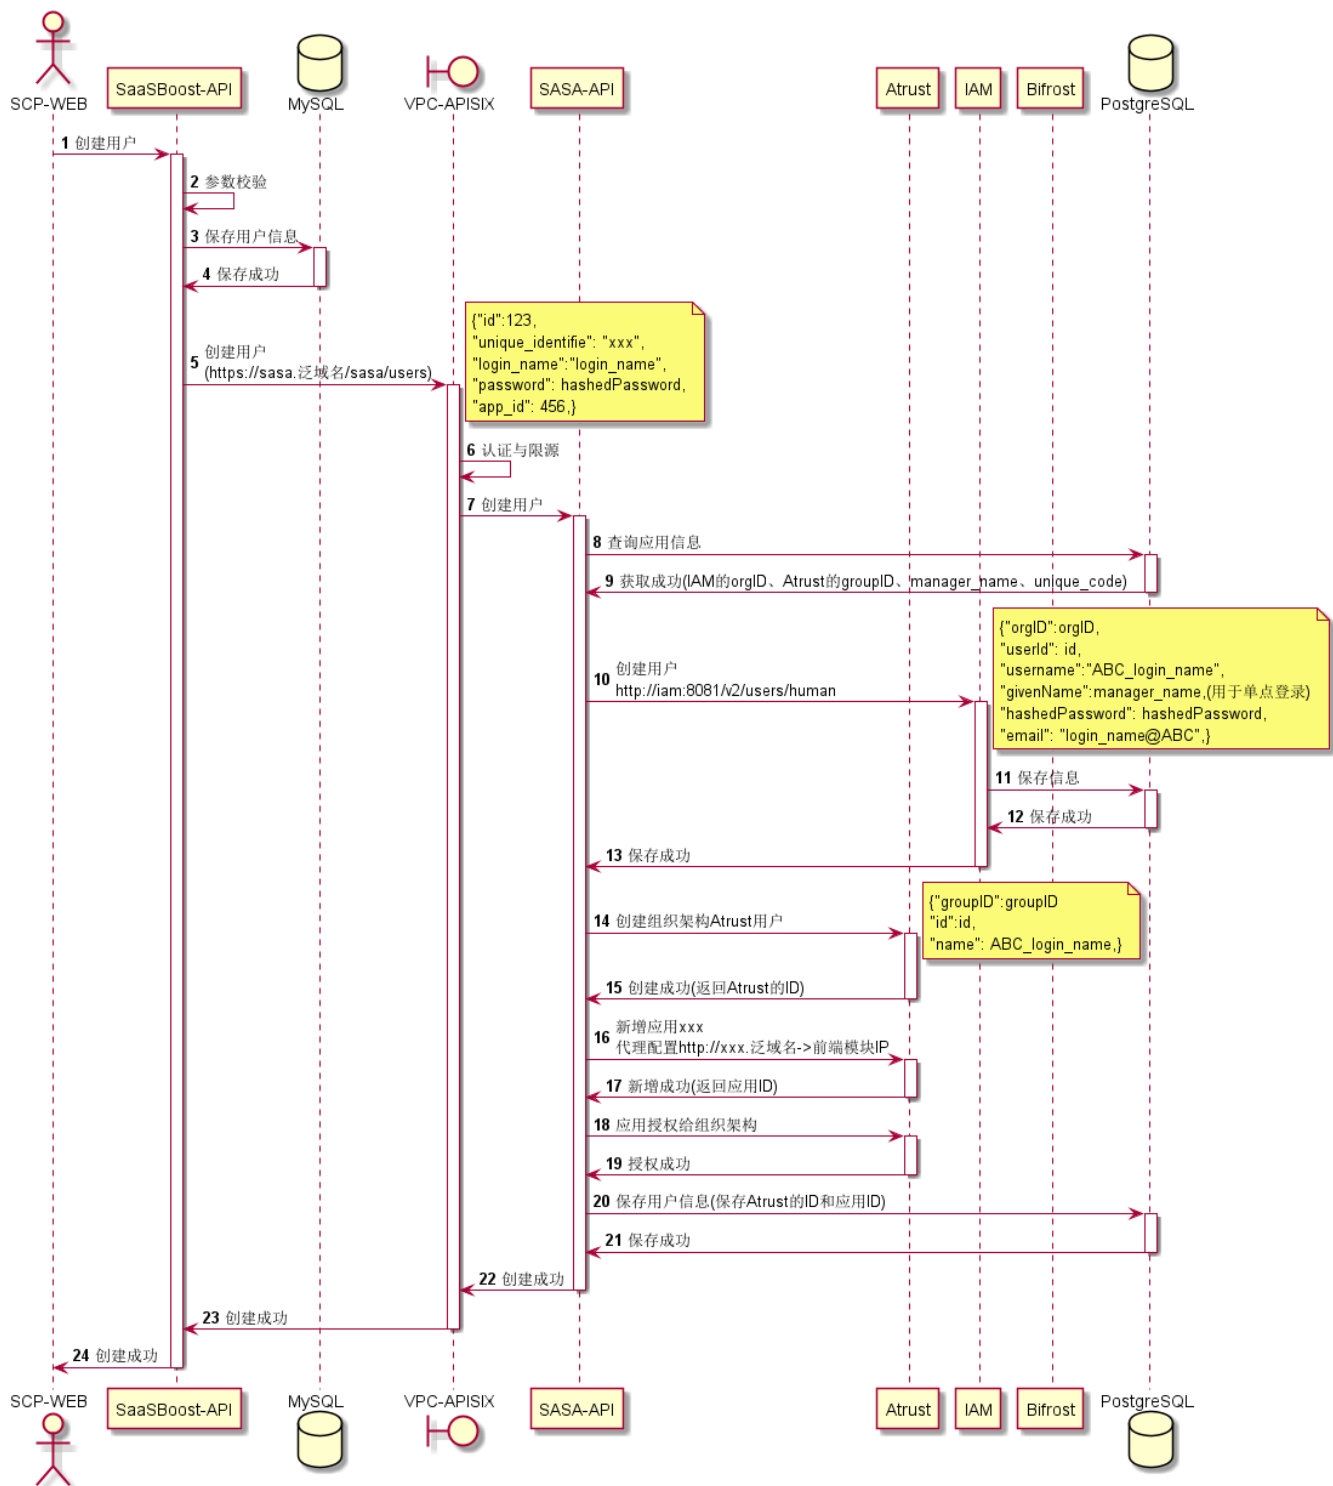 SCP-WEB
SaaSBoost-API
MySQL
VPC-APISIX
SASA-API
Atrust
IAM
Bifrost
PostgreSQL
1 创建用户
2 参数校验
3 保存用户信息
4 保存成功
5 创建用户
(https://sasa.泛域名/sasa/users)
{"id":123,
"unique_identifie": "xxx",
"login_name":"login_name",
"password": hashedPassword,
"app_id": 456,}
6 认证与限源
7 创建用户
8 查询应用信息
9 获取成功(IAM的orgID、Atrust的groupID、manager_name、unique_code)
10 创建用户
http://iam:8081/v2/users/human
{"orgID":orgID,
"userId": id,
"username":"ABC_login_name",
"givenName":manager_name,(用于单点登录)
"hashedPassword": hashedPassword,
"email": "login_name@ABC",}
11 保存信息
12 保存成功
13 保存成功
14 创建组织架构Atrust用户
{"groupID":groupID
"id":id,
"name": ABC_login_name,}
15 创建成功(返回Atrust的ID)
16 新增应用xxx
代理配置http://xxx.泛域名->前端模块IP
17 新增成功(返回应用ID)
18 应用授权给组织架构
19 授权成功
20 保存用户信息(保存Atrust的ID和应用ID)
21 保存成功
22 创建成功
23 创建成功
24 创建成功
SCP-WEB
SaaSBoost-API
MySQL
VPC-APISIX
SASA-API
Atrust
IAM
Bifrost
PostgreSQL